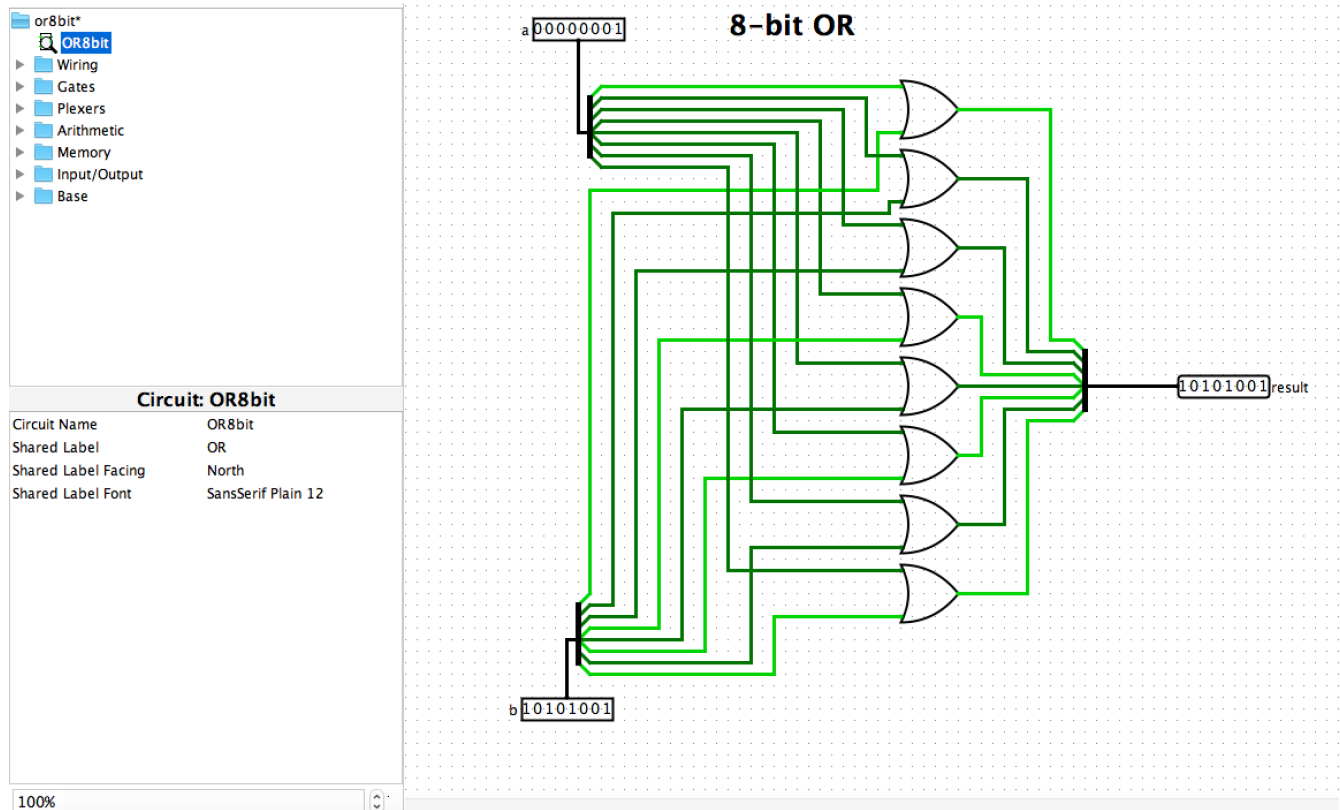 or8bit*
OR8bit
Wiring
Gates
Plexers
Arithmetic
Memory
Input/Output
Base
Circuit: OR8bit
Circuit Name OR8bit
Shared Label OR
Shared Label Facing North
Shared Label Font SansSerif Plain 12
100%
8-bit OR
a 00000001
10101001 result
b 10101001